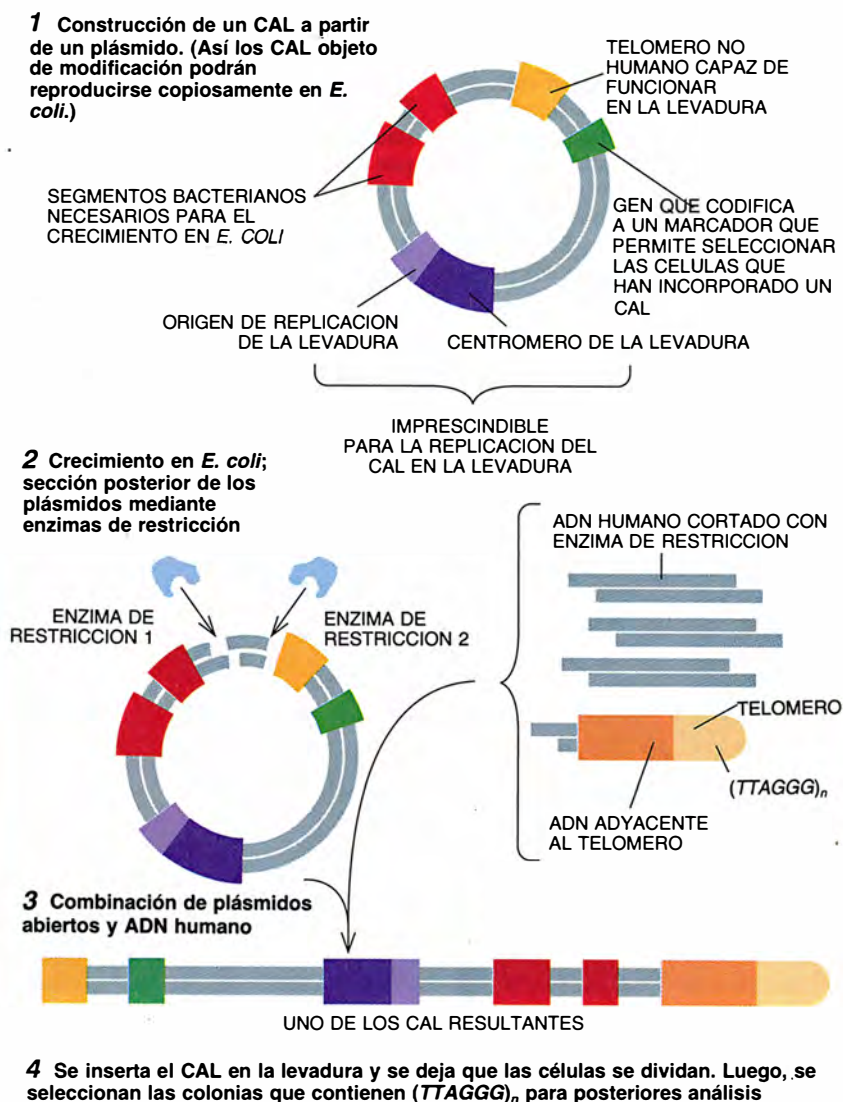 1 Construcción de un CAL a partir
de un plásmido. (Así los CAL objeto
de modificación podrán
reproducirse copiosamente en E.
coli.)
TELOMERO NO
HUMANO CAPAZ DE
FUNCIONAR
EN LA LEVADURA
SEGMENTOS BACTERIANOS
NECESARIOS PARA EL
CRECIMIENTO EN E. COLI
GEN QUE CODIFICA
A UN MARCADOR QUE
PERMITE SELECCIONAR
LAS CELULAS QUE
HAN INCORPORADO UN
CAL
ORIGEN DE REPLICACION
DE LA LEVADURA
CENTROMERO DE LA LEVADURA
IMPRESCINDIBLE
PARA LA REPLICACION DEL
CAL EN LA LEVADURA
2 Crecimiento en E. coli;
sección posterior de los
plásmidos mediante
enzimas de restricción
ENZIMA DE
RESTRICCION 1
ENZIMA DE
RESTRICCION 2
ADN HUMANO CORTADO CON
ENZIMA DE RESTRICCION
TELOMERO
(TTAGGG)n
ADN ADYACENTE
AL TELOMERO
3 Combinación de plásmidos
abiertos y ADN humano
UNO DE LOS CAL RESULTANTES
4 Se inserta el CAL en la levadura y se deja que las células se dividan. Luego, se
seleccionan las colonias que contienen (TTAGGG)n para posteriores análisis